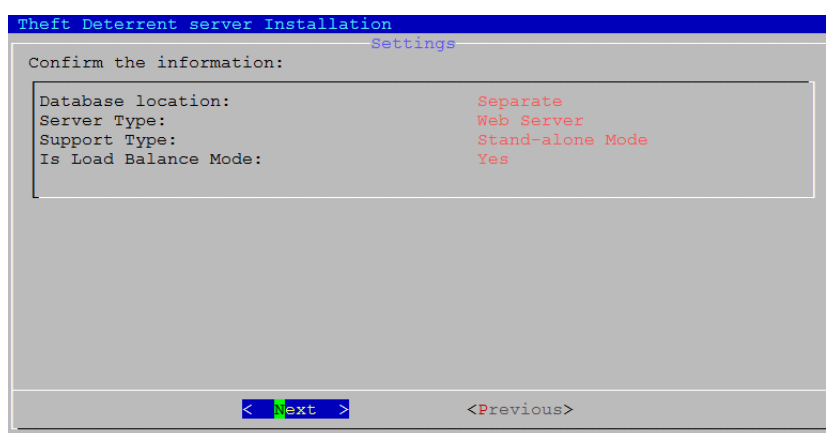 Theft Deterrent server Installation
Settings
Confirm the information:
Database location: Separate
Server Type: Web Server
Support Type: Stand-alone Mode
Is Load Balance Mode: Yes
< Next > <Previous>